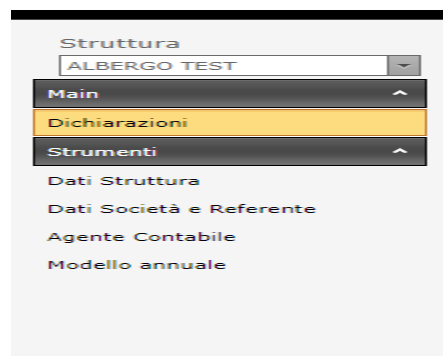 Struttura
ALBERGO TEST
Main
Dichiarazioni
Strumenti
Dati Struttura
Dati Società e Referente
Agente Contabile
Modello annuale